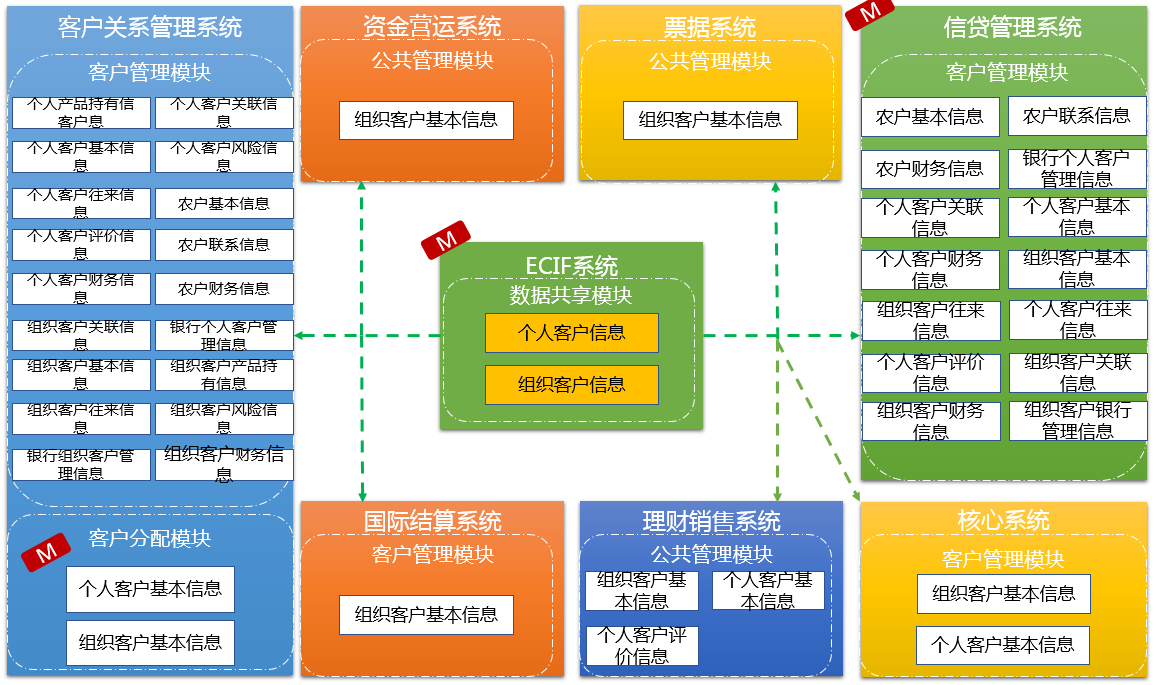 客户关系管理系统
客户管理模块
个人产品持有信
客户息
个人客户关联信
息
个人客户基本信
息
个人客户风险信
息
个人客户往来信
息
农户基本信息
个人客户评价信
息
农户联系信息
个人客户财务信
息
农户财务信息
组织客户关联信
息
银行个人客户管
理信息
组织客户基本信
息
组织客户产品持
有信息
组织客户往来信
息
组织客户风险信
息
银行组织客户管
理信息
组织客户财务信
息
客户分配模块
M
个人客户基本信息
组织客户基本信息
资金营运系统
公共管理模块
组织客户基本信息
票据系统
公共管理模块
组织客户基本信息
M
信贷管理系统
客户管理模块
农户基本信息
农户联系信息
农户财务信息
银行个人客户
管理信息
个人客户关联
信息
个人客户基本
信息
个人客户财务
信息
组织客户基本
信息
组织客户往来
信息
个人客户往来
信息
个人客户评价
信息
组织客户关联
信息
组织客户财务
信息
组织客户银行
管理信息
M
ECIF系统
数据共享模块
个人客户信息
组织客户信息
国际结算系统
客户管理模块
组织客户基本信息
理财销售系统
公共管理模块
组织客户基
本信息
个人客户基
本信息
个人客户评
价信息
核心系统
客户管理模块
组织客户基本信息
个人客户基本信息